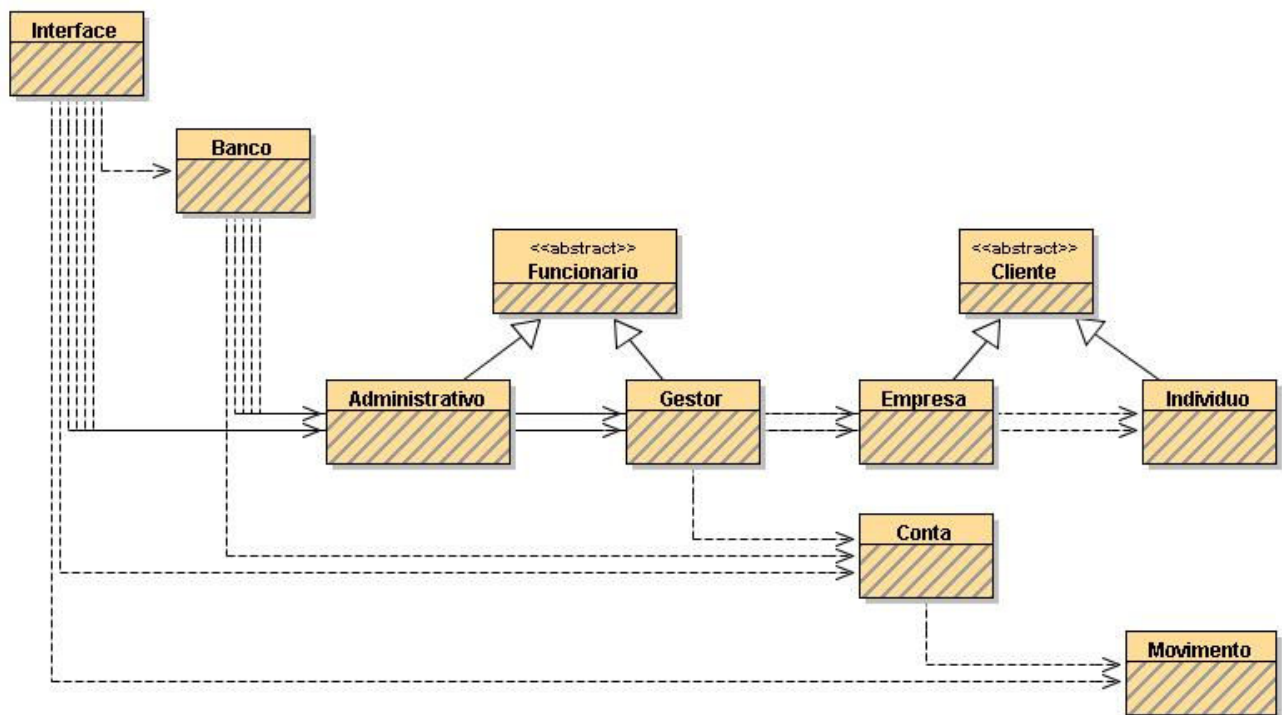 Interface
Banco
<<abstract>>
Funcionario
<<abstract>>
Cliente
Administrativo
Gestor
Empresa
Individuo
Conta
Movimento